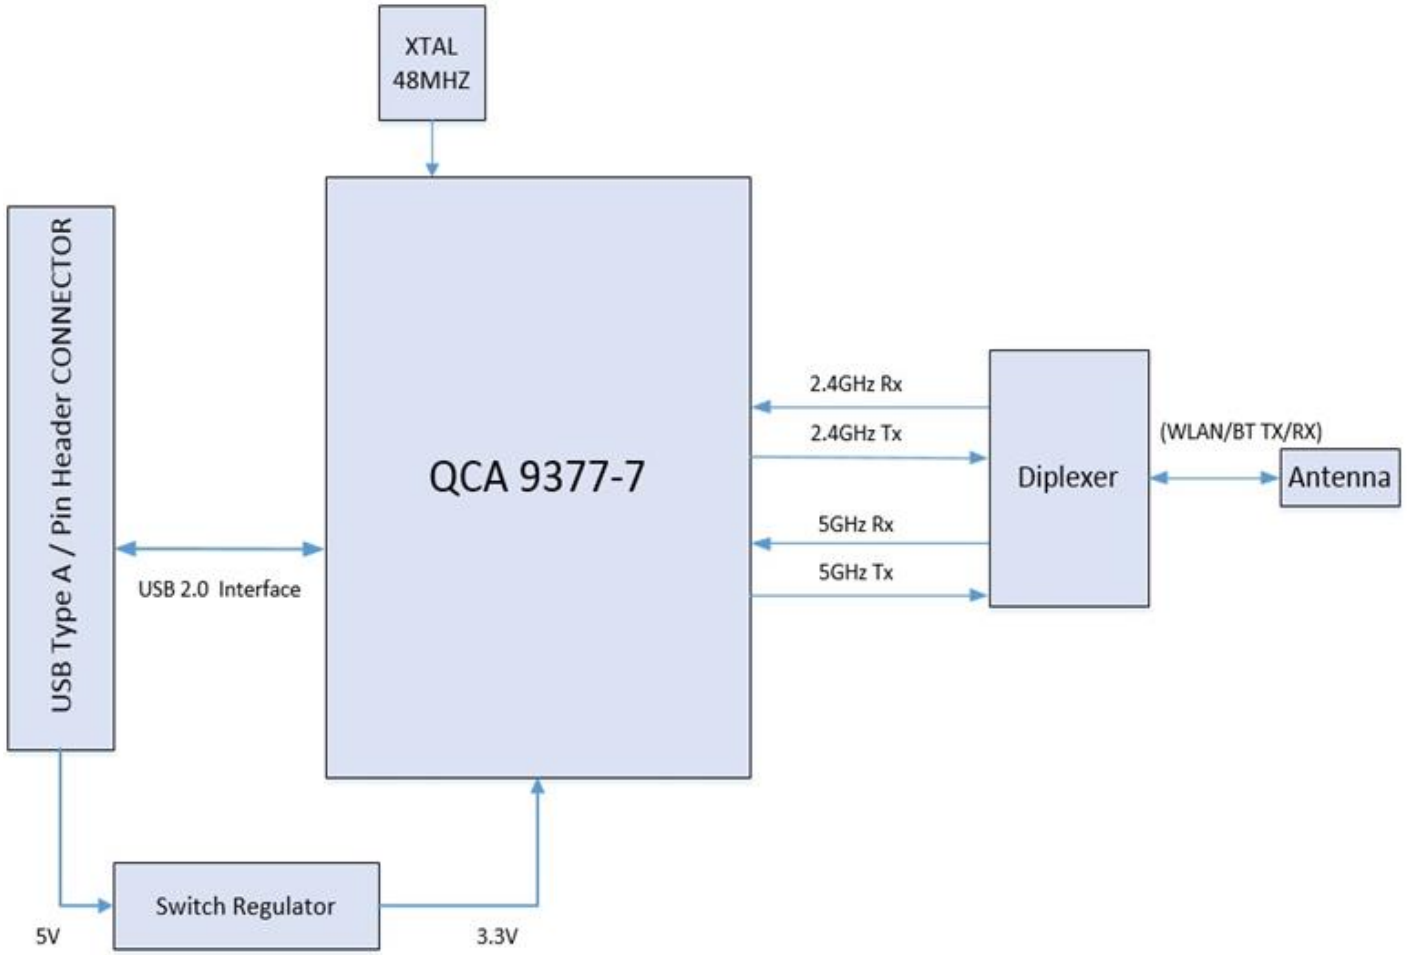 XTAL
48MHZ
USB Type A / Pin Header CONNECTOR
QCA 9377-7
2.4GHz Rx
2.4GHz Tx
5GHz Rx
5GHz Tx
Diplexer
(WLAN/BT TX/RX)
Antenna
USB 2.0 Interface
Switch Regulator
5V
3.3V